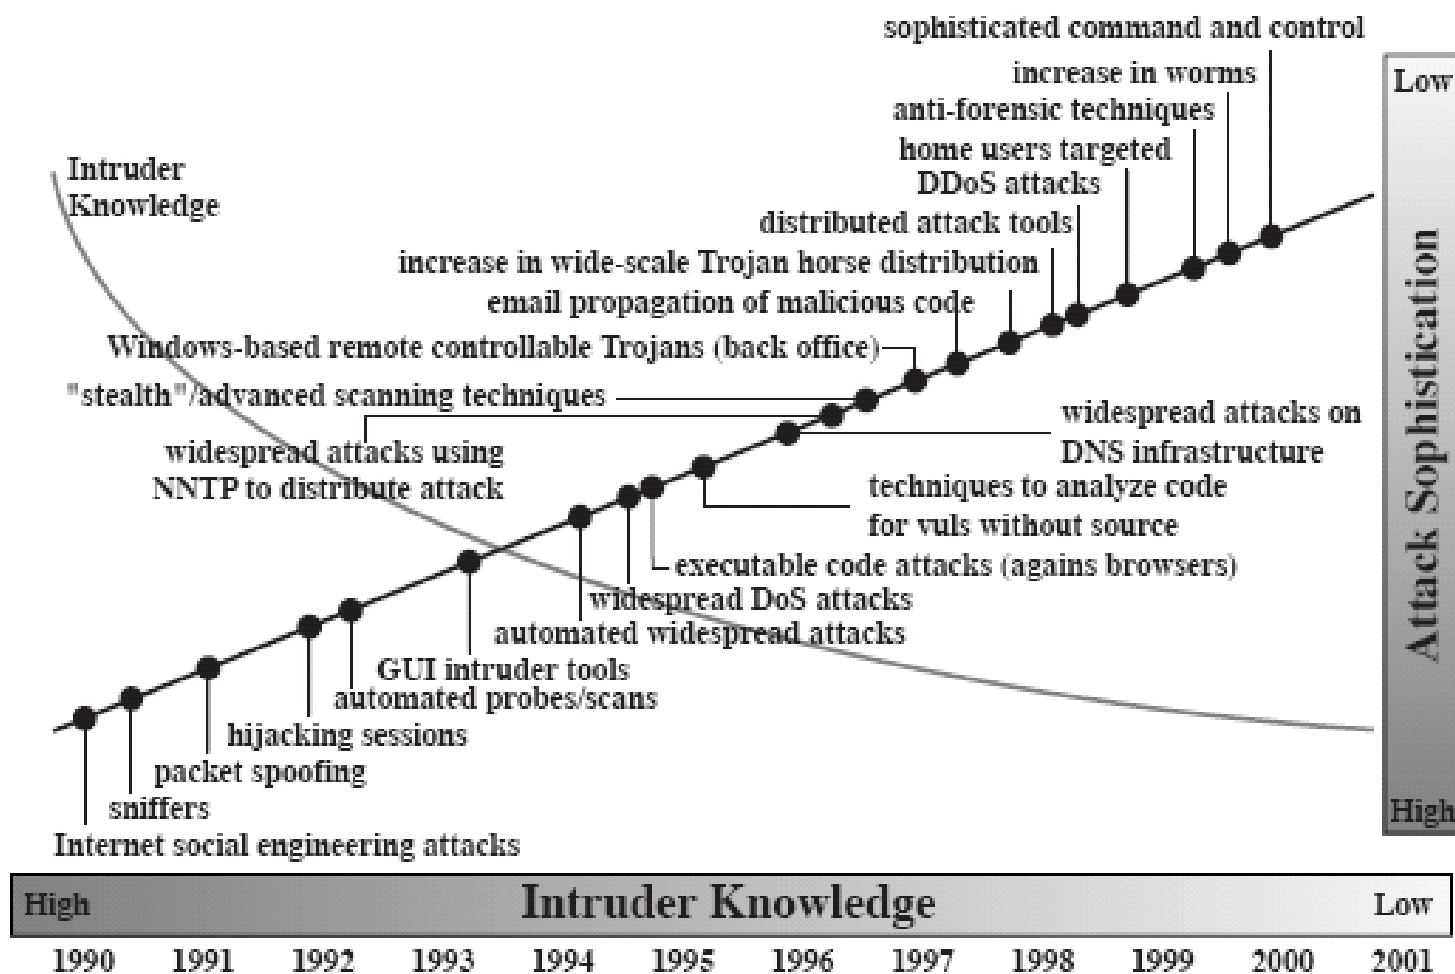 sophisticated command and control
increase in worms
anti-forensic techniques
home users targeted
DDoS attacks
distributed attack tools
increase in wide-scale Trojan horse distribution
email propagation of malicious code
Windows-based remote controllable Trojans (back office)
"stealth"/advanced scanning techniques
widespread attacks using
NNTP to distribute attack
widespread attacks on
DNS infrastructure
techniques to analyze code
for vuls without source
executable code attacks (agains browsers)
widespread DoS attacks
automated widespread attacks
GUI intruder tools
automated probes/scans
hijacking sessions
packet spoofing
sniffers
Internet social engineering attacks
Intruder
Knowledge
Low
Attack Sophistication
High
High
Intruder Knowledge
Low
1990 1991 1992 1993 1994 1995 1996 1997 1998 1999 2000 2001